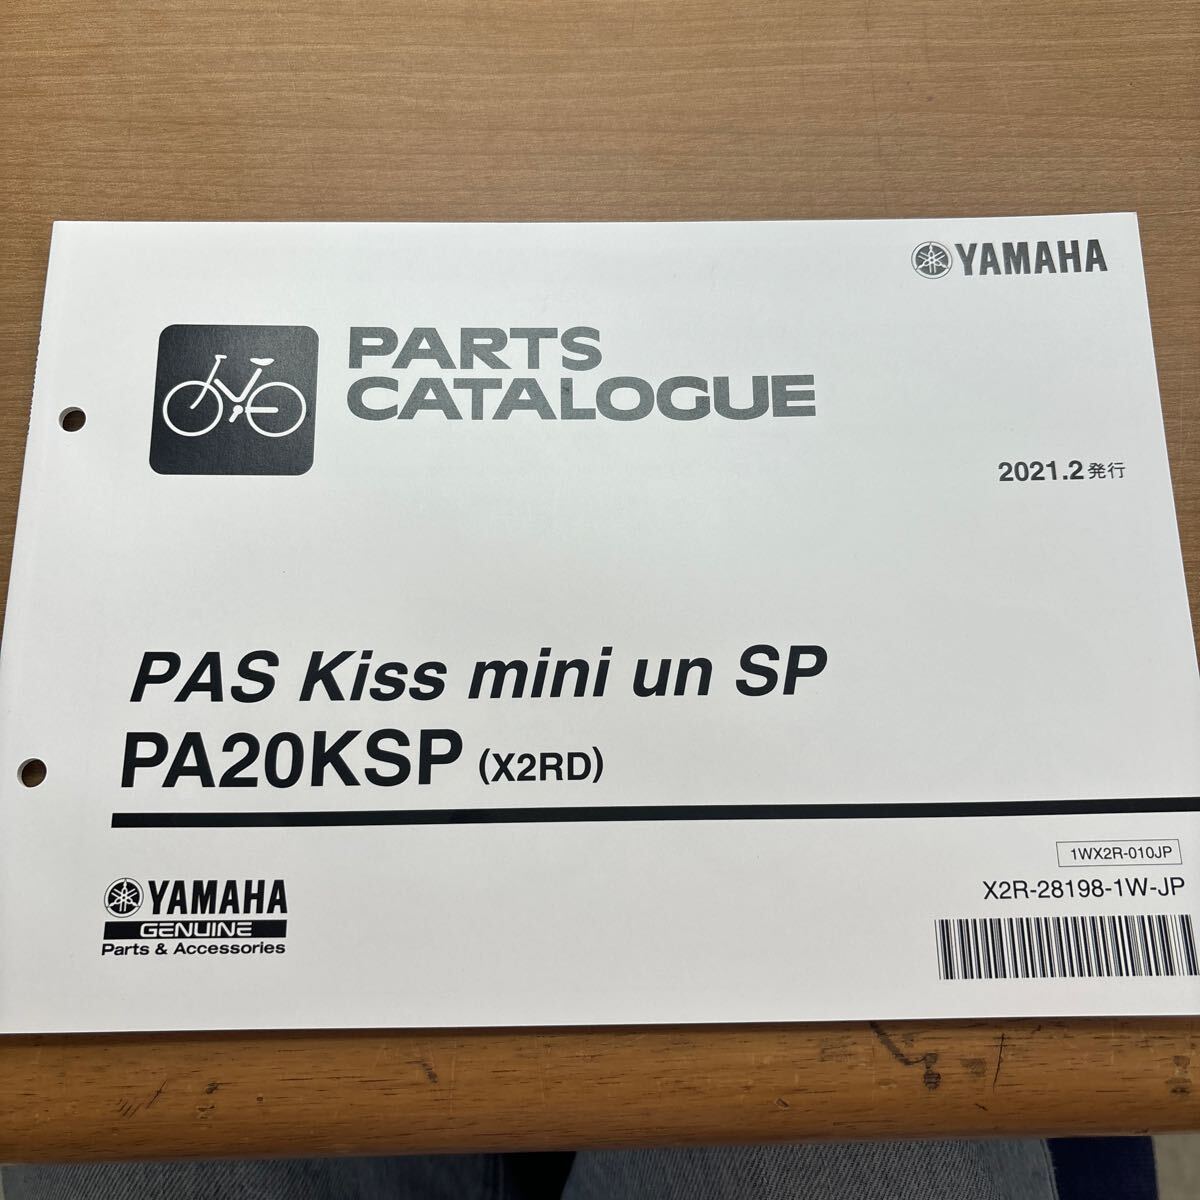 YAMAHA
PARTS
CATALOGUE
2021.2発行
PAS Kiss mini un SP
PA20KSP (X2RD)
1WX2R-010JP
X2R-28198-1W-JP
YAMAHA
GENUINE
Parts & Accessories